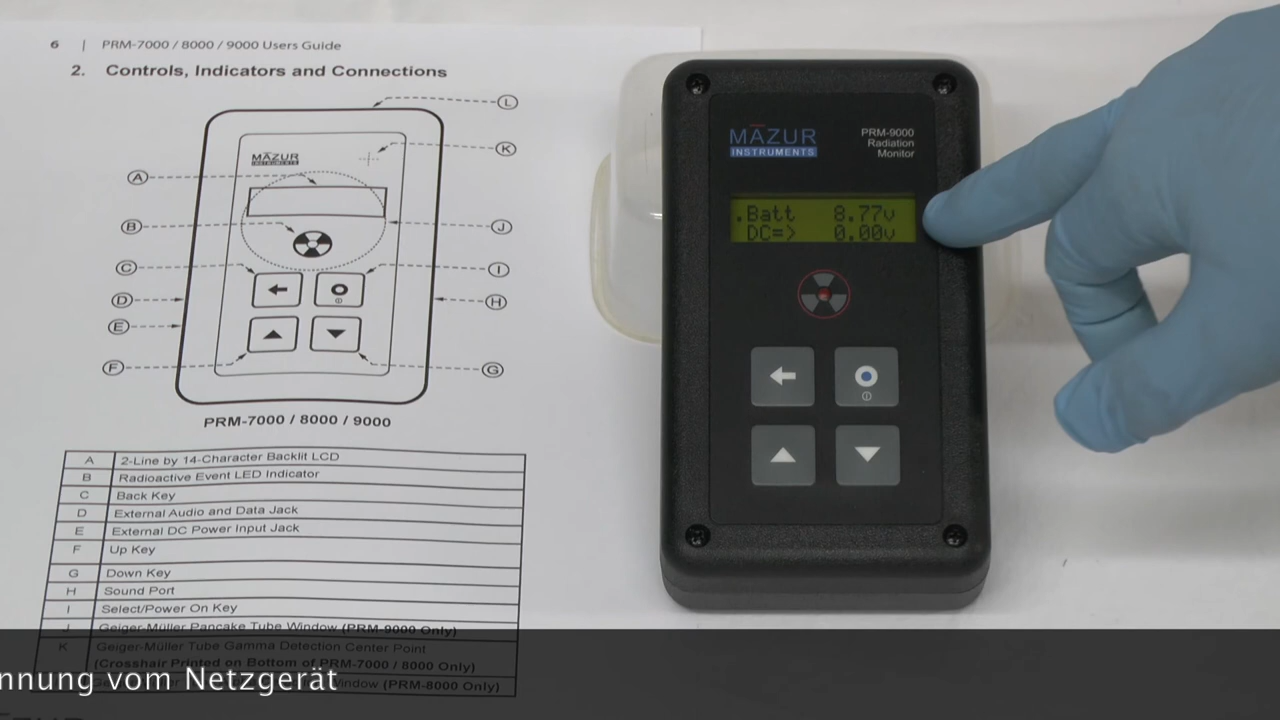 6 | PRM-7000 / 8000 / 9000 Users Guide
2. Controls, Indicators and Connections
L
K
MAZUR
INSTRUMENTS
A
B
J
C
I
D
H
E
F
G
PRM-7000 / 8000 / 9000
A 2-Line by 14-Character Backlit LCD
B Radioactive Event LED Indicator
C Back Key
D External Audio and Data Jack
E External DC Power Input Jack
F Up Key
G Down Key
H Sound Port
I Select/Power On Key
J Geiger-Müller Pancake Tube Window (PRM-9000 Only)
K Geiger-Müller Tube Gamma Detection Center Point
(Crosshair Printed on Bottom of PRM-7000 / 8000 Only)
Window (PRM-8000 Only)
MAZUR
INSTRUMENTS
PRM-9000
Radiation
Monitor
.Batt 8.77v
DC=> 0.00v
nnung vom Netzgerät